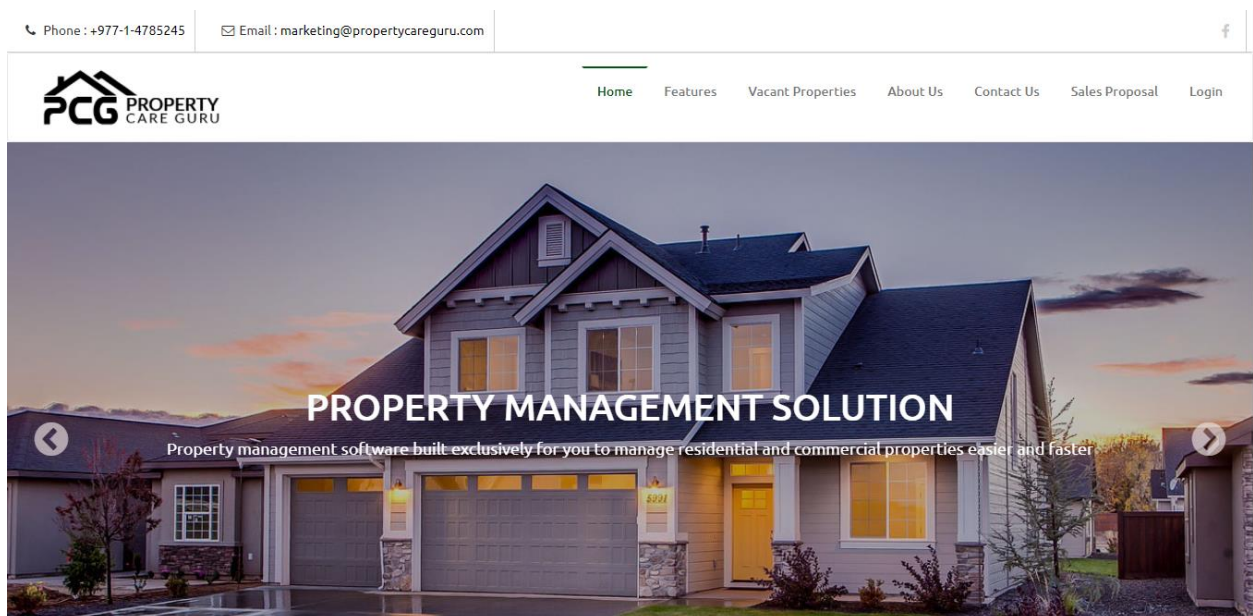 Phone : +977-1-4785245
Email : marketing@propertycareguru.com
PCG PROPERTY
CARE GURU
Home
Features
Vacant Properties
About Us
Contact Us
Sales Proposal
Login
PROPERTY MANAGEMENT SOLUTION
Property management software built exclusively for you to manage residential and commercial properties easier and faster